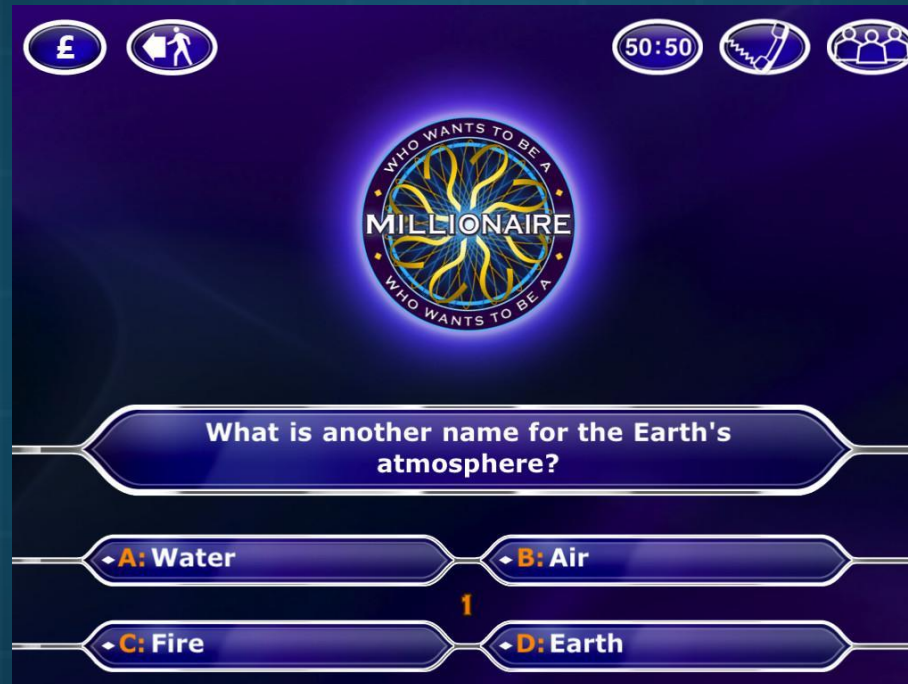 £
50:50
WHO WANTS TO BE A
MILLIONAIRE
WHO WANTS TO BE A
What is another name for the Earth's
atmosphere?
A: Water
B: Air
1
C: Fire
D: Earth